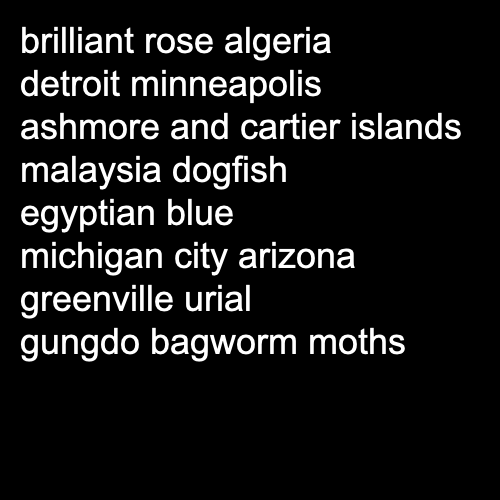 brilliant rose algeria
detroit minneapolis
ashmore and cartier islands
malaysia dogfish
egyptian blue
michigan city arizona
greenville urial
gungdo bagworm moths